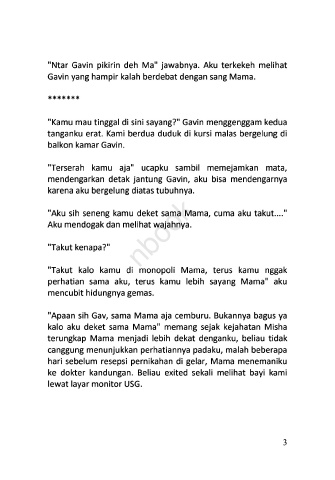 "Ntar Gavin pikirin deh Ma" jawabnya. Aku terkekeh melihat
Gavin yang hampir kalah berdebat dengan sang Mama.
*******
"Kamu mau tinggal di sini sayang?" Gavin menggenggam kedua
tanganku erat. Kami berdua duduk di kursi malas bergelung di
balkon kamar Gavin.
"Terserah kamu aja" ucapku sambil memejamkan mata,
mendengarkan detak jantung Gavin, aku bisa mendengarnya
karena aku bergelung diatas tubuhnya.
"Aku sih seneng kamu deket sama Mama, cuma aku takut...."
Aku mendogak dan melihat wajahnya.
"Takut kenapa?"
"Takut kalo kamu di monopoli Mama, terus kamu nggak
perhatian sama aku, terus kamu lebih sayang Mama" aku
mencubit hidungnya gemas.
"Apaan sih Gav, sama Mama aja cemburu. Bukannya bagus ya
kalo aku deket sama Mama" memang sejak kejahatan Misha
terungkap Mama menjadi lebih dekat denganku, beliau tidak
canggung menunjukkan perhatiannya padaku, malah beberapa
hari sebelum resepsi pernikahan di gelar, Mama menemaniku
ke dokter kandungan. Beliau exited sekali melihat bayi kami
lewat layar monitor USG.
3